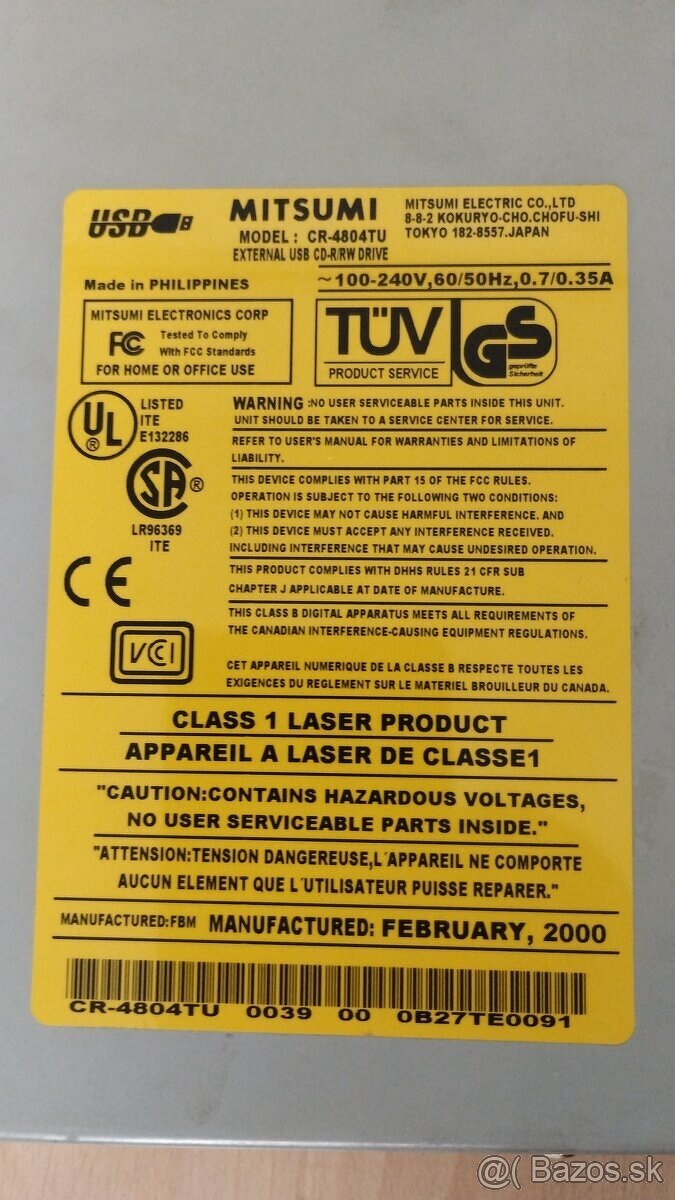 USB
MITSUMI
MODEL: CR-4804TU
EXTERNAL USB CD-R/RW DRIVE
MITSUMI ELECTRIC CO.,LTD
8-8-2 KOKURYO-CHO.CHOFU-SHI
TOKYO 182-8557.JAPAN
Made in PHILIPPINES
~100-240V,60/50Hz,0.7/0.35A
MITSUMI ELECTRONICS CORP
FC Tested To Comply
With FCC Standards
FOR HOME OR OFFICE USE
TÜV
PRODUCT SERVICE
GS
geprüfte
Sicherheit
UL ®
LISTED
ITE
E132286
SA ®
LR96369
ITE
CE
VCCI
WARNING :NO USER SERVICEABLE PARTS INSIDE THIS UNIT.
UNIT SHOULD BE TAKEN TO A SERVICE CENTER FOR SERVICE.
REFER TO USER'S MANUAL FOR WARRANTIES AND LIMITATIONS OF
LIABILITY.
THIS DEVICE COMPLIES WITH PART 15 OF THE FCC RULES.
OPERATION IS SUBJECT TO THE FOLLOWING TWO CONDITIONS:
(1) THIS DEVICE MAY NOT CAUSE HARMFUL INTERFERENCE. AND
(2) THIS DEVICE MUST ACCEPT ANY INTERFERENCE RECEIVED.
INCLUDING INTERFERENCE THAT MAY CAUSE UNDESIRED OPERATION.
THIS PRODUCT COMPLIES WITH DHHS RULES 21 CFR SUB
CHAPTER J APPLICABLE AT DATE OF MANUFACTURE.
THIS CLASS B DIGITAL APPARATUS MEETS ALL REQUIREMENTS OF
THE CANADIAN INTERFERENCE-CAUSING EQUIPMENT REGULATIONS.
CET APPAREIL NUMERIQUE DE LA CLASSE B RESPECTE TOUTES LES
EXIGENCES DU REGLEMENT SUR LE MATERIEL BROUILLEUR DU CANADA.
CLASS 1 LASER PRODUCT
APPAREIL A LASER DE CLASSE1
"CAUTION:CONTAINS HAZARDOUS VOLTAGES,
NO USER SERVICEABLE PARTS INSIDE."
"ATTENTION:TENSION DANGEREUSE,L´APPAREIL NE COMPORTE
AUCUN ELEMENT QUE L´UTILISATEUR PUISSE REPARER."
MANUFACTURED:FBM MANUFACTURED: FEBRUARY, 2000
CR-4804TU 0039 00 0B27TE0091
@( Bazos.sk